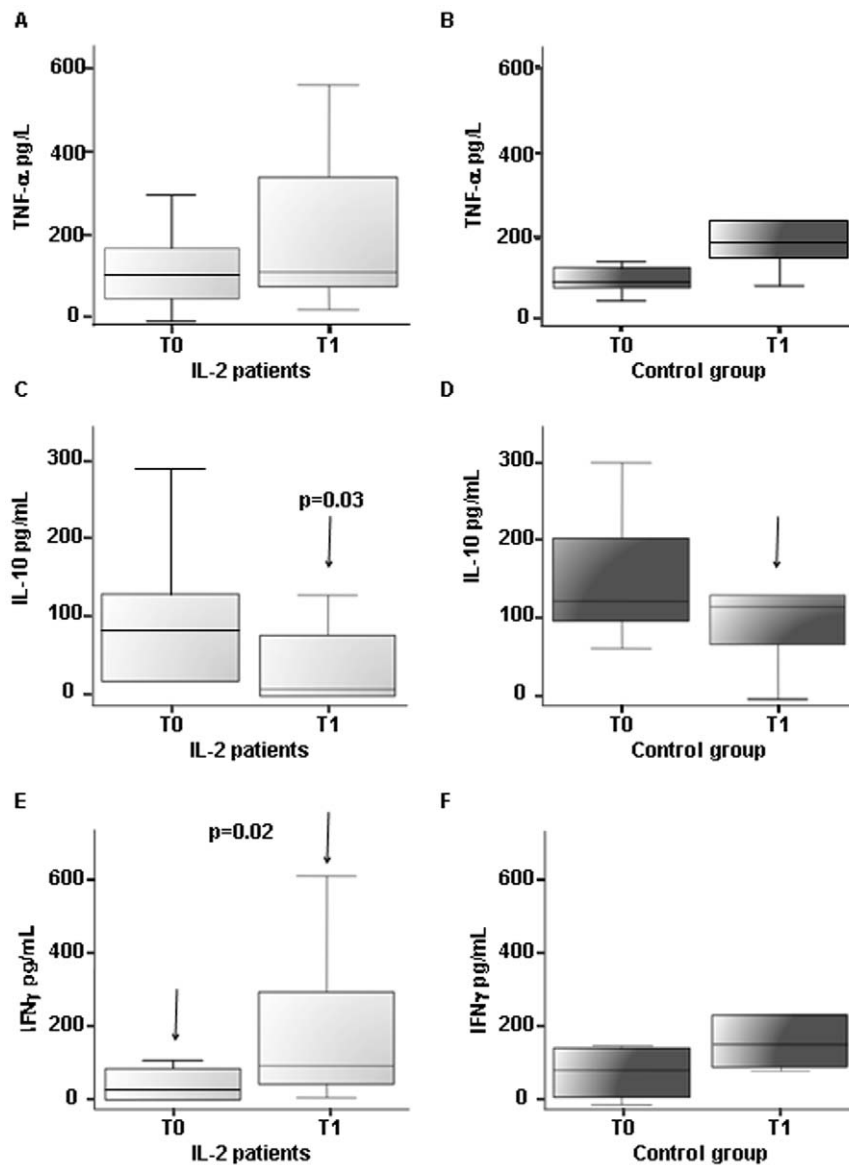 A
TNF-α pg/L
600
400
200
0
T0 T1
IL-2 patients
B
TNF-α pg/L
600
400
200
0
T0 T1
Control group
C
IL-10 pg/mL
300
200
100
0
p=0.03
T0 T1
IL-2 patients
D
IL-10 pg/mL
300
200
100
0
T0 T1
Control group
E
IFNγ pg/mL
600
400
200
0
p=0.02
T0 T1
IL-2 patients
F
IFNγ pg/mL
600
400
200
0
T0 T1
Control group